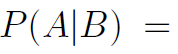 P(A|B) =